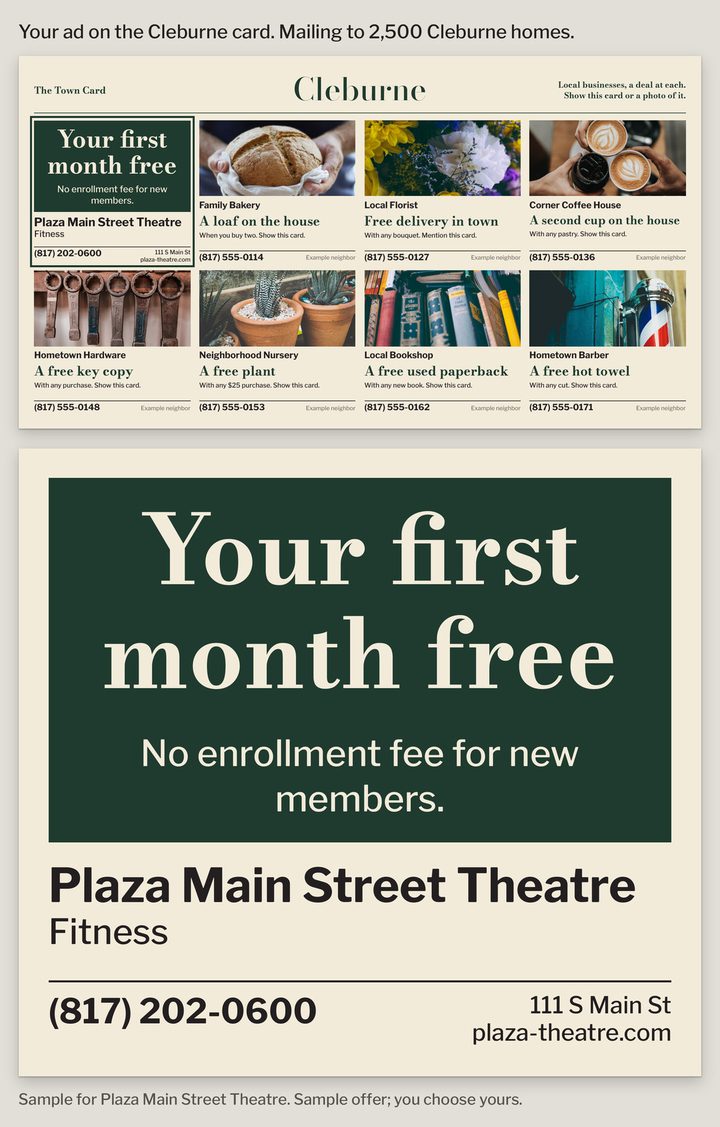 Your ad on the Cleburne card. Mailing to 2,500 Cleburne homes.
The Town Card
Cleburne
Local businesses, a deal at each.
Show this card or a photo of it.
Your first
month free
No enrollment fee for new
members.
Plaza Main Street Theatre
Fitness
(817) 202-0600
111 S Main St
plaza-theatre.com
Family Bakery
A loaf on the house
When you buy two. Show this card.
(817) 555-0114
Example neighbor
Local Florist
Free delivery in town
With any bouquet. Mention this card.
(817) 555-0127
Example neighbor
Corner Coffee House
A second cup on the house
With any pastry. Show this card.
(817) 555-0136
Example neighbor
Hometown Hardware
A free key copy
With any purchase. Show this card.
(817) 555-0148
Example neighbor
Neighborhood Nursery
A free plant
With any $25 purchase. Show this card.
(817) 555-0153
Example neighbor
Local Bookshop
A free used paperback
With any new book. Show this card.
(817) 555-0162
Example neighbor
Hometown Barber
A free hot towel
With any cut. Show this card.
(817) 555-0171
Example neighbor
Your first
month free
No enrollment fee for new
members.
Plaza Main Street Theatre
Fitness
(817) 202-0600
111 S Main St
plaza-theatre.com
Sample for Plaza Main Street Theatre. Sample offer; you choose yours.